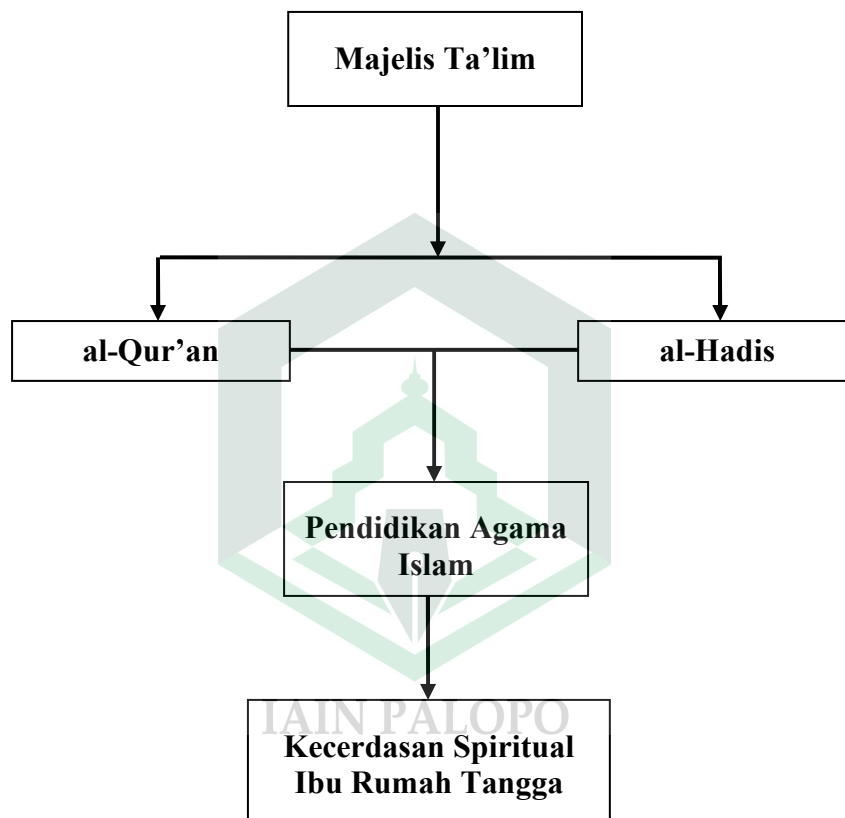 Majelis Ta’lim
al-Qur’an
al-Hadis
Pendidikan Agama
Islam
IAIN PALOPO
Kecerdasan Spiritual
Ibu Rumah Tangga